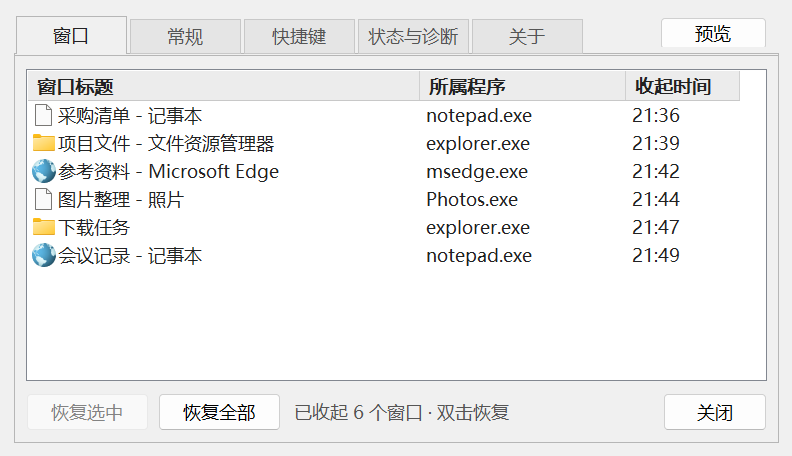 窗口 常规 快捷键 状态与诊断 关于 预览
窗口标题 所属程序 收起时间
采购清单 - 记事本 notepad.exe 21:36
项目文件 - 文件资源管理器 explorer.exe 21:39
参考资料 - Microsoft Edge msedge.exe 21:42
图片整理 - 照片 Photos.exe 21:44
下载任务 explorer.exe 21:47
会议记录 - 记事本 notepad.exe 21:49
恢复选中 恢复全部 已收起 6 个窗口 · 双击恢复 关闭